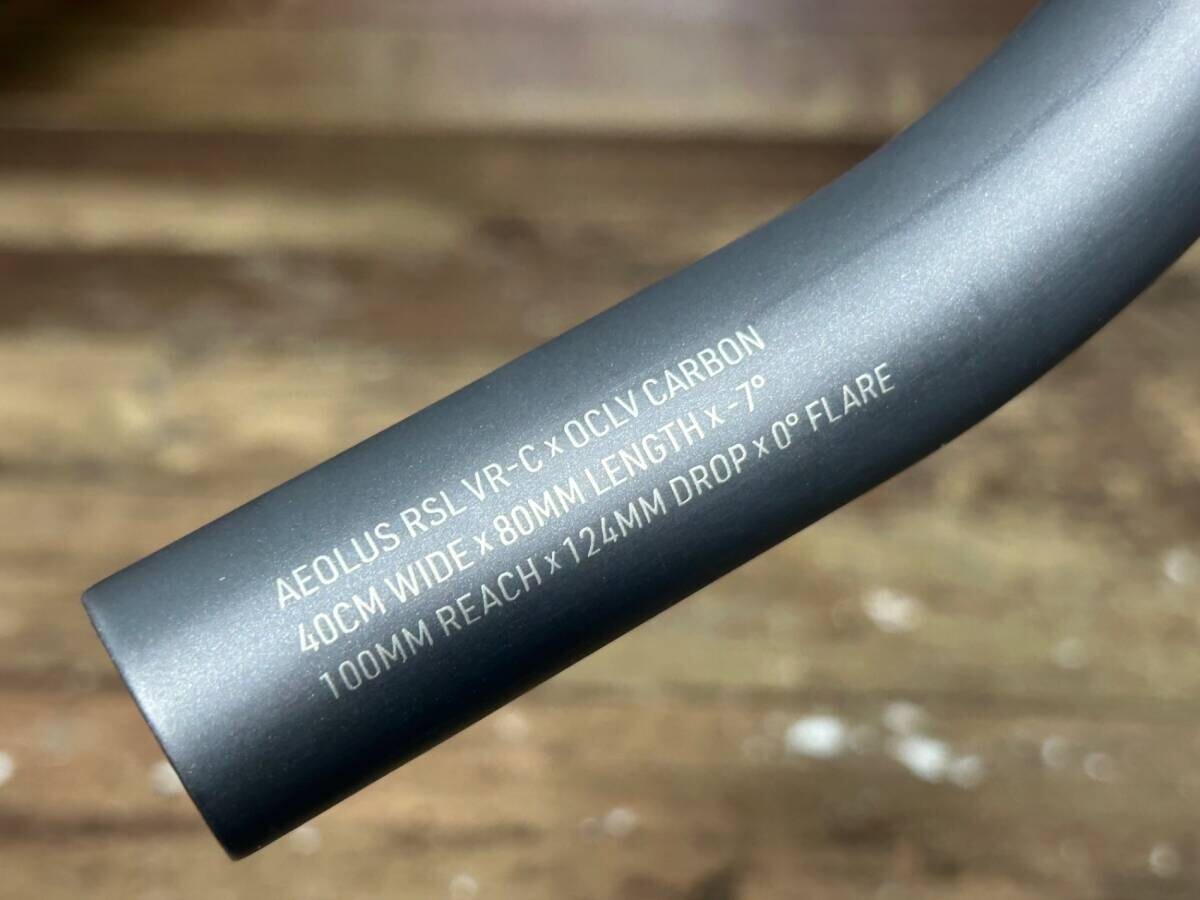 AEOLUS RSL VR-C x OCLV CARBON
40CM WIDE x 80MM LENGTH x -7°
100MM REACH x 124MM DROP x 0° FLARE